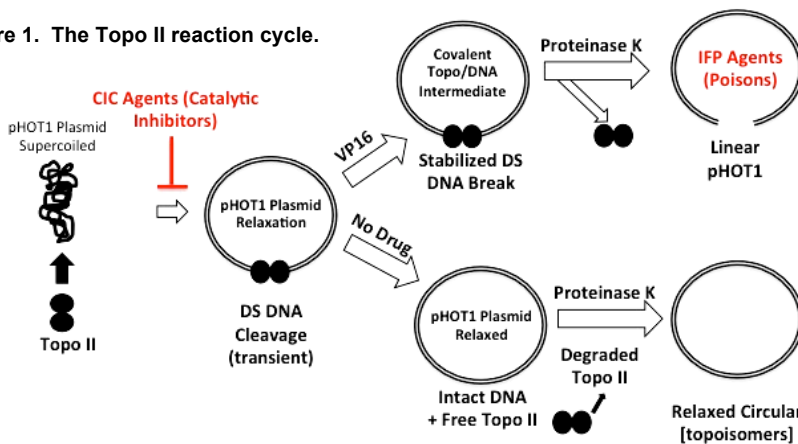 re 1. The Topo II reaction cycle.
CIC Agents (Catalytic
Inhibitors)
pHOT1 Plasmid
Supercoiled
Topo II
pHOT1 Plasmid
Relaxation
DS DNA
Cleavage
(transient)
VP16
No Drug
Covalent
Topo/DNA
Intermediate
Stabilized DS
DNA Break
Proteinase K
IFP Agents
(Poisons)
Linear
pHOT1
pHOT1 Plasmid
Relaxed
Intact DNA
+ Free Topo II
Proteinase K
Degraded
Topo II
Relaxed Circular
[topoisomers]